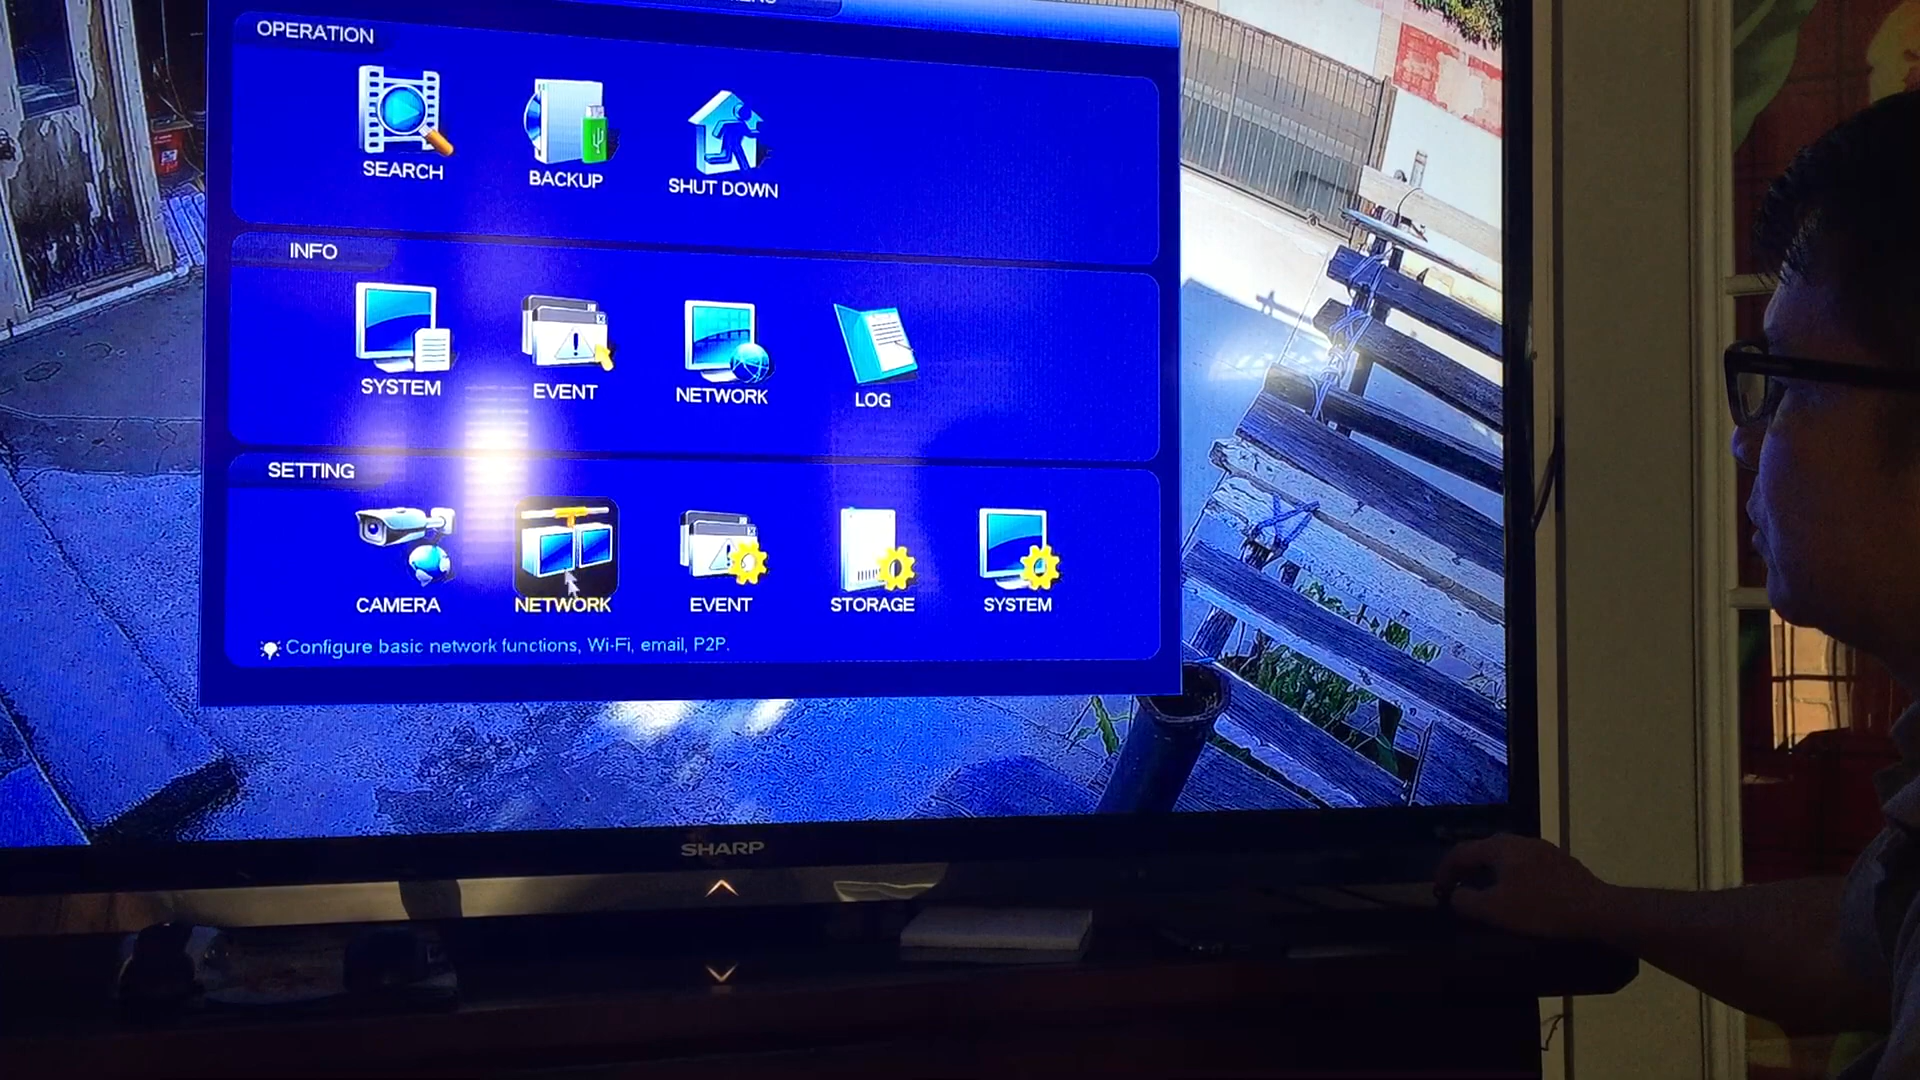 OPERATION
SEARCH
BACKUP
SHUT DOWN
INFO
SYSTEM
EVENT
NETWORK
LOG
SETTING
CAMERA
NETWORK
EVENT
STORAGE
SYSTEM
Configure basic network functions, Wi-Fi, email, P2P.
SHARP